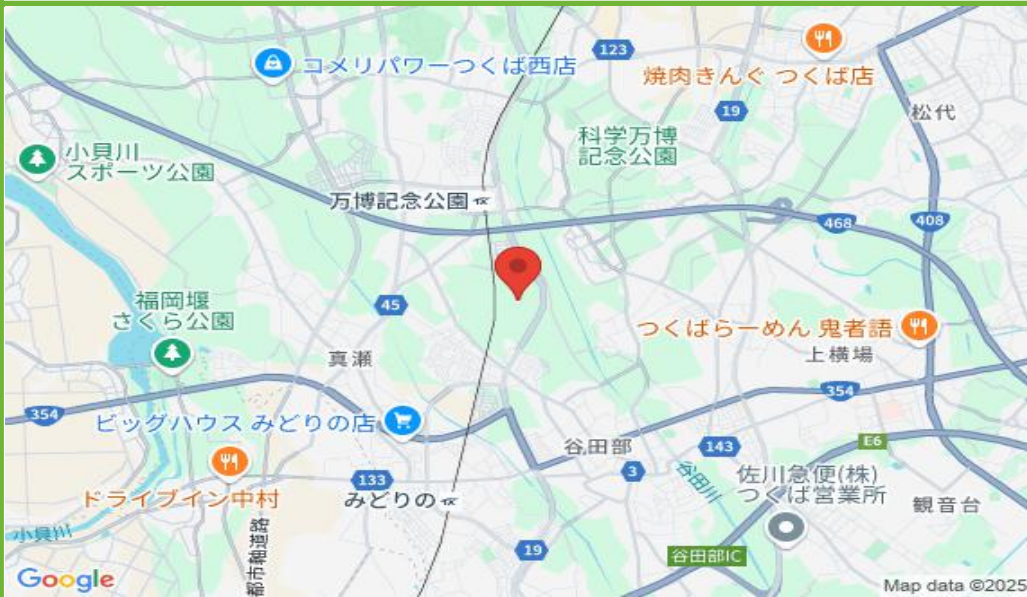 123
コメリパワーつくば西店
焼肉きんぐ つくば店
19
松代
科学万博
記念公園
小貝川
スポーツ公園
万博記念公園
468
408
福岡堰
さくら公園
45
つくばらーめん 鬼者語
上横場
真瀬
354
354
ビッグハウス みどりの店
谷田部
143
E6
3
谷田川
佐川急便(株)
つくば営業所
133
ドライブイン中村
みどりの
観音台
小貝川
都市軸道路
19
谷田部IC
Google
Map data ©2025